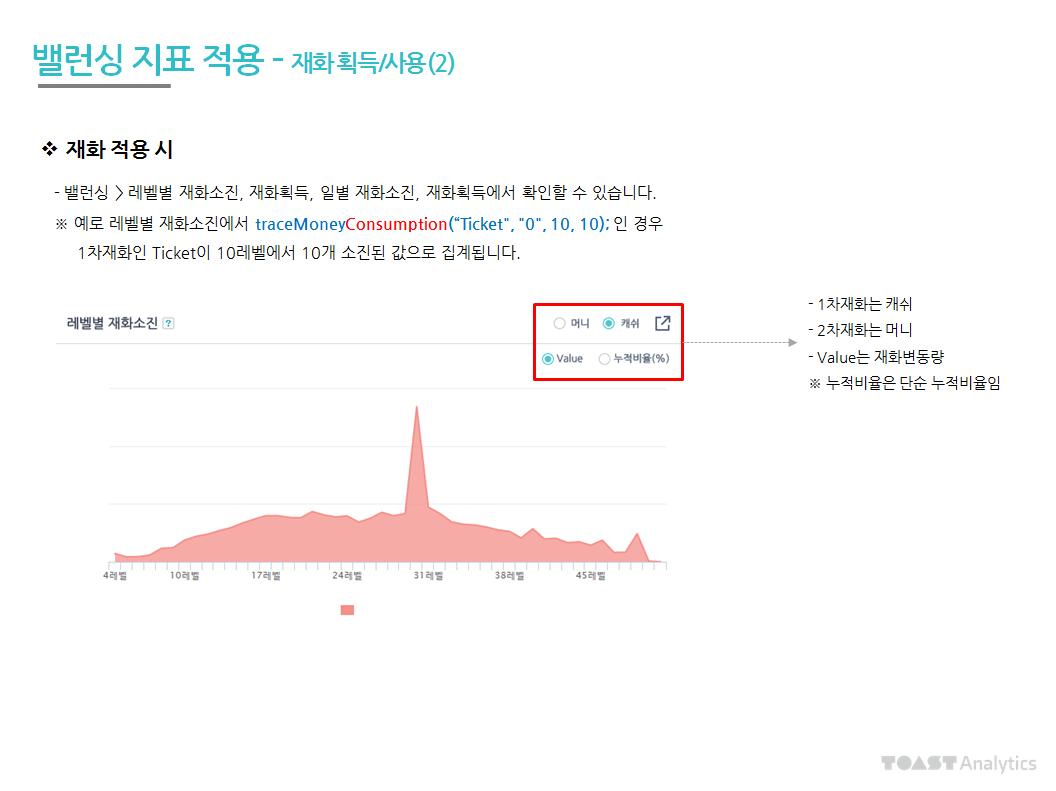 밸런싱 지표 적용 - 재화 획득/사용(2)
❖ 재화 적용 시
- 밸런싱 > 레벨별 재화소진, 재화획득, 일별 재화소진, 재화획득에서 확인할 수 있습니다.
※ 예로 레벨별 재화소진에서 traceMoneyConsumption(“Ticket", "0", 10, 10); 인 경우
1차재화인 Ticket이 10레벨에서 10개 소진된 값으로 집계됩니다.
레벨별 재화소진 ?
머니 캐쉬
Value 누적비율(%)
- 1차재화는 캐쉬
- 2차재화는 머니
- Value는 재화변동량
※ 누적비율은 단순 누적비율임
4레벨 10레벨 17레벨 24레벨 31레벨 38레벨 45레벨
TOAST Analytics